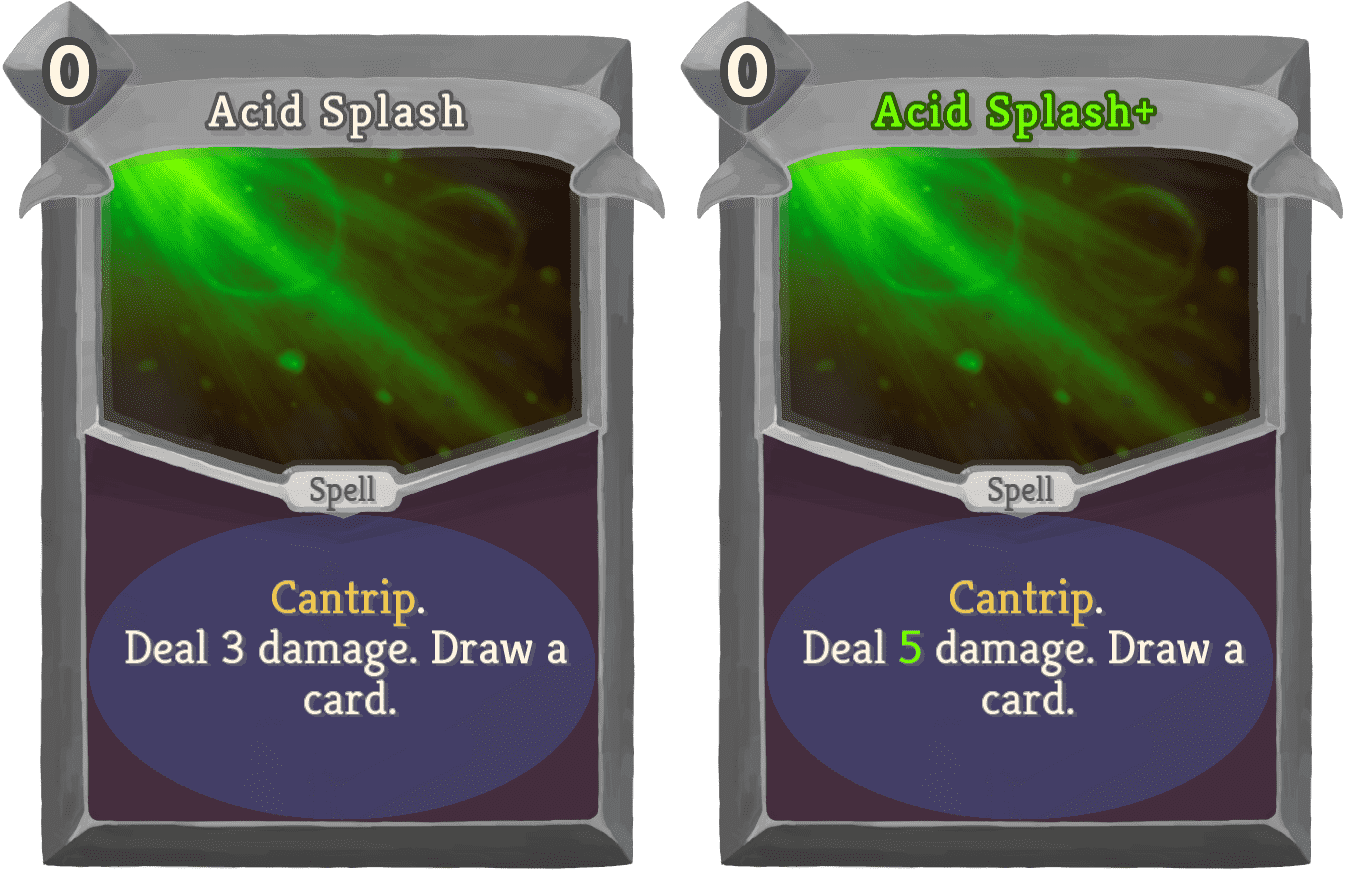 0
Acid Splash
Spell
Cantrip.
Deal 3 damage. Draw a
card.
0
Acid Splash+
Spell
Cantrip.
Deal 5 damage. Draw a
card.